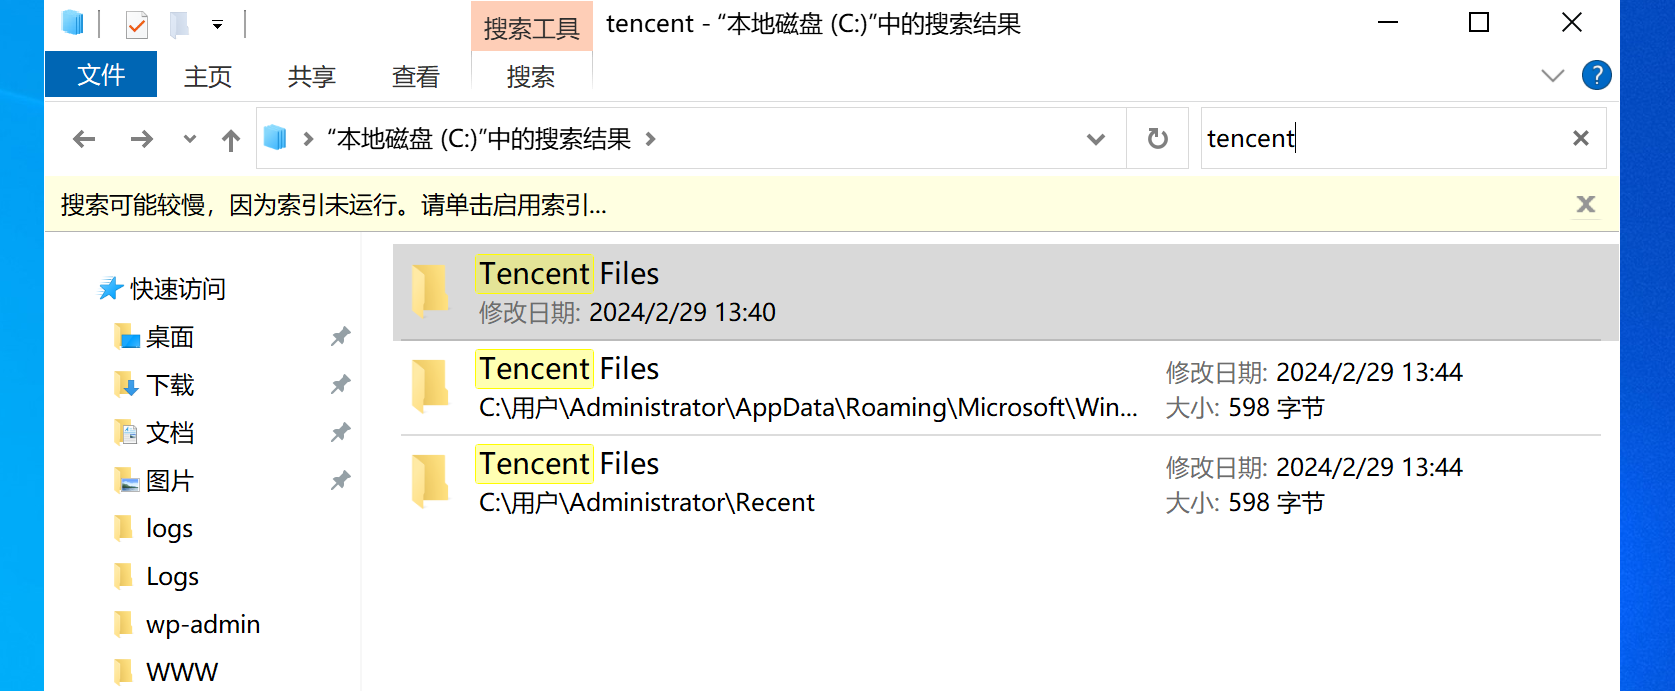 搜索工具
tencent - “本地磁盘 (C:)”中的搜索结果
文件
主页
共享
查看
搜索
?
“本地磁盘 (C:)”中的搜索结果
tencent
搜索可能较慢，因为索引未运行。请单击启用索引...
快速访问
桌面
下载
文档
图片
logs
Logs
wp-admin
WWW
Tencent Files
修改日期: 2024/2/29 13:40
Tencent Files
C:\用户\Administrator\AppData\Roaming\Microsoft\Win...
修改日期: 2024/2/29 13:44
大小: 598 字节
Tencent Files
C:\用户\Administrator\Recent
修改日期: 2024/2/29 13:44
大小: 598 字节